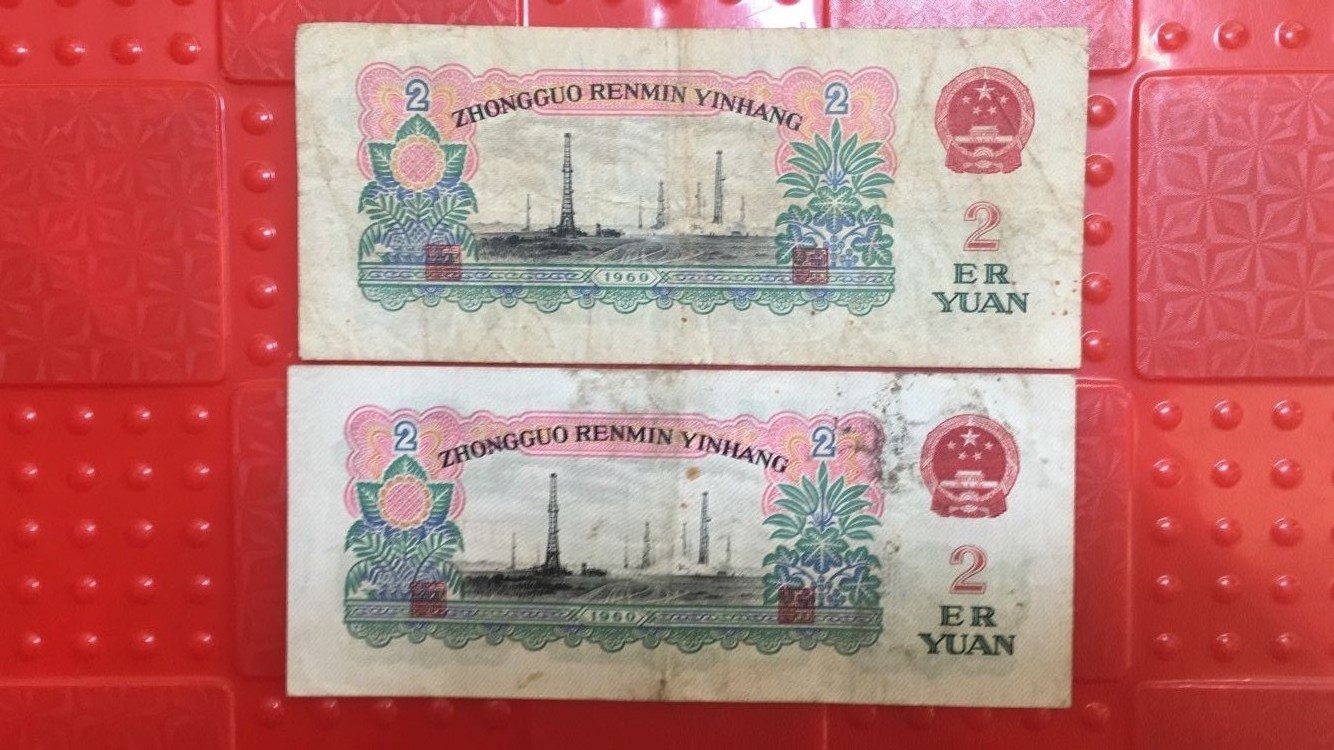 2 2
ZHONGGUO RENMIN YINHANG
1960
2
ER
YUAN
2 2
ZHONGGUO RENMIN YINHANG
1960
2
ER
YUAN